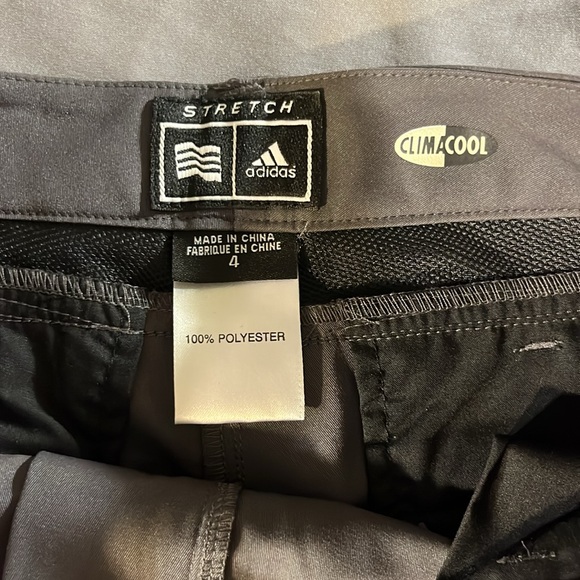 STRETCH
adidas
CLIMACOOL
MADE IN CHINA
FABRIQUE EN CHINE
4
100% POLYESTER